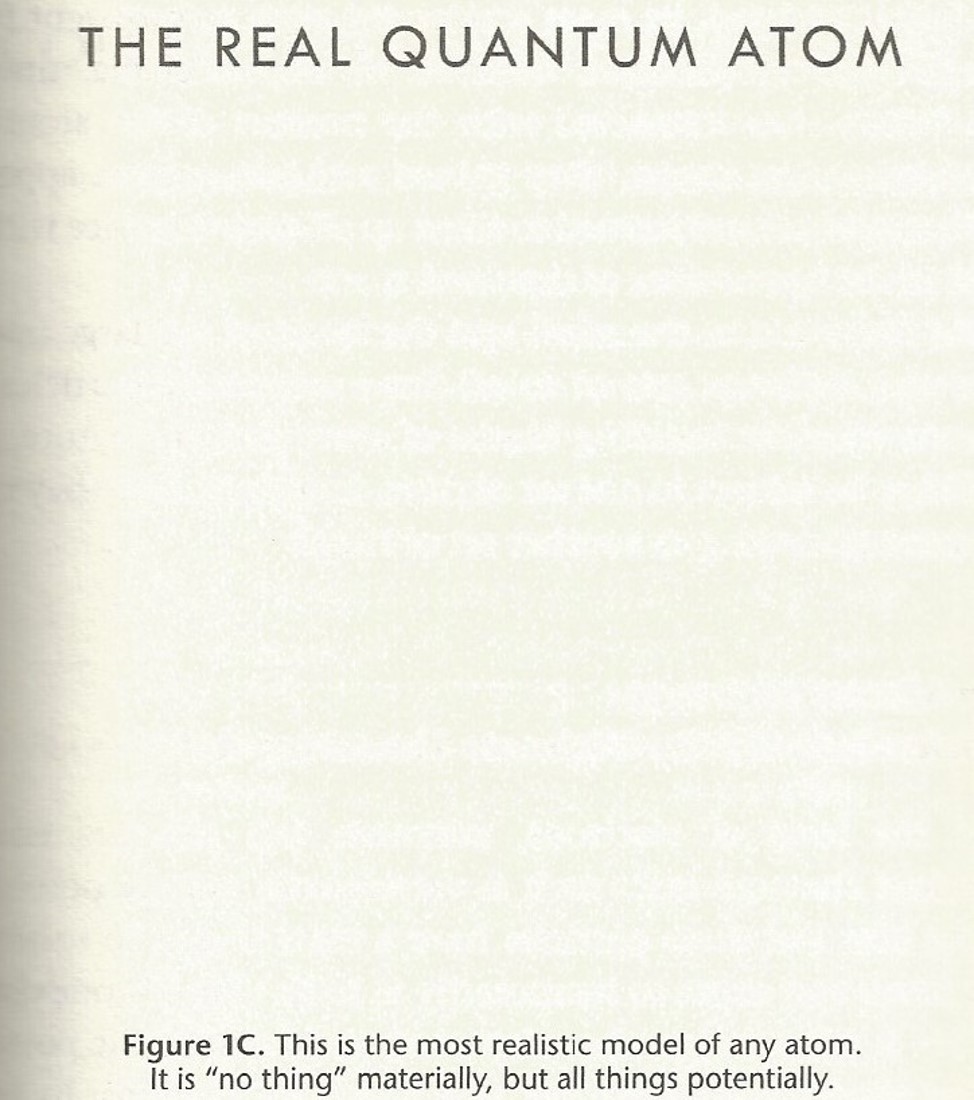 THE REAL QUANTUM ATOM
Figure 1C. This is the most realistic model of any atom.
It is “no thing” materially, but all things potentially.